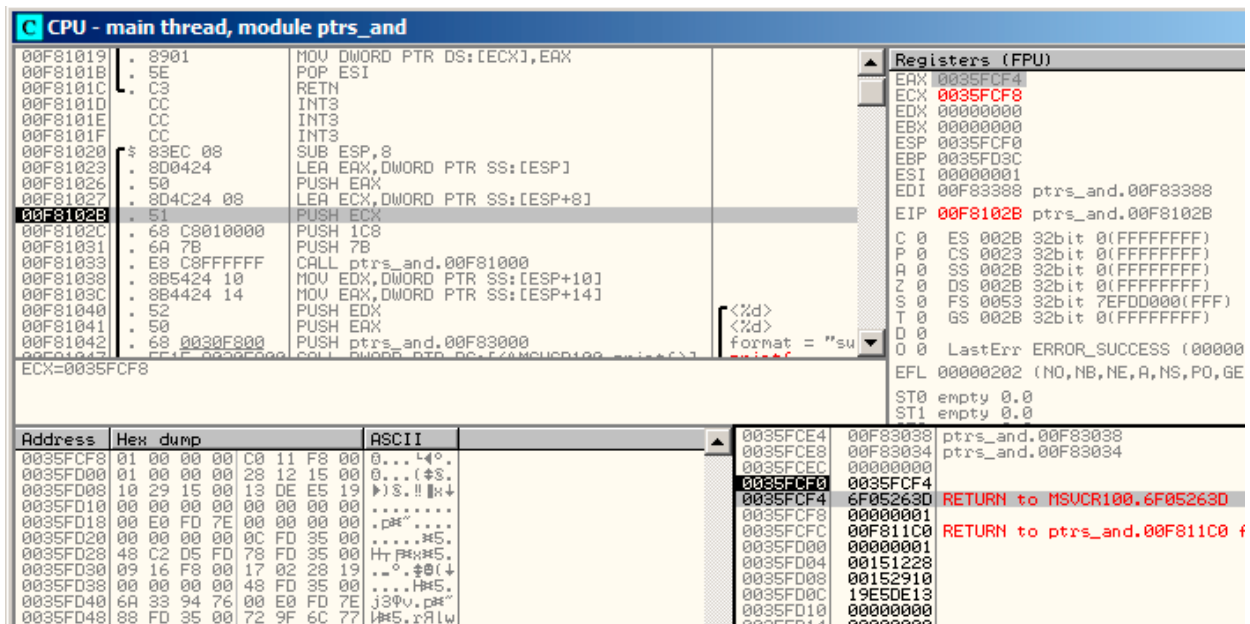 CPU - main thread, module ptrs_and
00F81019 . 8901 MOV DWORD PTR DS:[ECX],EAX
00F8101B . 5E POP ESI
00F8101C . C3 RETN
00F8101D CC INT3
00F8101E CC INT3
00F8101F CC INT3
00F81020 $ 83EC 08 SUB ESP,8
00F81023 . 8D0424 LEA EAX,DWORD PTR SS:[ESP]
00F81026 . 50 PUSH EAX
00F81027 . 8D4C24 08 LEA ECX,DWORD PTR SS:[ESP+8]
00F8102B . 51 PUSH ECX
00F8102C . 68 C8010000 PUSH 1C8
00F81031 . 6A 7B PUSH 7B
00F81033 . E8 C8FFFFFF CALL ptrs_and.00F81000
00F81038 . 8B5424 10 MOV EDX,DWORD PTR SS:[ESP+10]
00F8103C . 8B4424 14 MOV EAX,DWORD PTR SS:[ESP+14]
00F81040 . 52 PUSH EDX <%d>
00F81041 . 50 PUSH EAX <%d>
00F81042 . 68 0030F800 PUSH ptrs_and.00F83000 format = "su
ECX=0035FCF8
Registers (FPU)
EAX 0035FCF4
ECX 0035FCF8
EDX 00000000
EBX 00000000
ESP 0035FCF0
EBP 0035FD3C
ESI 00000001
EDI 00F83388 ptrs_and.00F83388
EIP 00F8102B ptrs_and.00F8102B
C 0 ES 002B 32bit 0(FFFFFFFF)
P 0 CS 0023 32bit 0(FFFFFFFF)
A 0 SS 002B 32bit 0(FFFFFFFF)
Z 0 DS 002B 32bit 0(FFFFFFFF)
S 0 FS 0053 32bit 7EFDD000(FFF)
T 0 GS 002B 32bit 0(FFFFFFFF)
D 0
O 0 LastErr ERROR_SUCCESS (00000
EFL 00000202 (NO,NB,NE,A,NS,PO,GE
ST0 empty 0.0
ST1 empty 0.0
Address Hex dump ASCII
0035FCF8 01 00 00 00 C0 11 F8 00
0035FD00 01 00 00 00 28 12 15 00
0035FD08 10 29 15 00 13 DE E5 19
0035FD10 00 00 00 00 00 00 00 00 ........
0035FD18 00 E0 FD 7E 00 00 00 00
0035FD20 00 00 00 00 0C FD 35 00
0035FD28 48 C2 D5 FD 78 FD 35 00
0035FD30 09 16 F8 00 17 02 28 19
0035FD38 00 00 00 00 48 FD 35 00
0035FD40 6A 33 94 76 00 E0 FD 7E
0035FD48 88 FD 35 00 72 9F 6C 77
0035FCE4 00F83038 ptrs_and.00F83038
0035FCE8 00F83034 ptrs_and.00F83034
0035FCEC 00000000
0035FCF0 0035FCF4
0035FCF4 6F05263D RETURN to MSVCR100.6F05263D
0035FCF8 00000001
0035FCFC 00F811C0 RETURN to ptrs_and.00F811C0 f
0035FD00 00000001
0035FD04 00151228
0035FD08 00152910
0035FD0C 19E5DE13
0035FD10 00000000